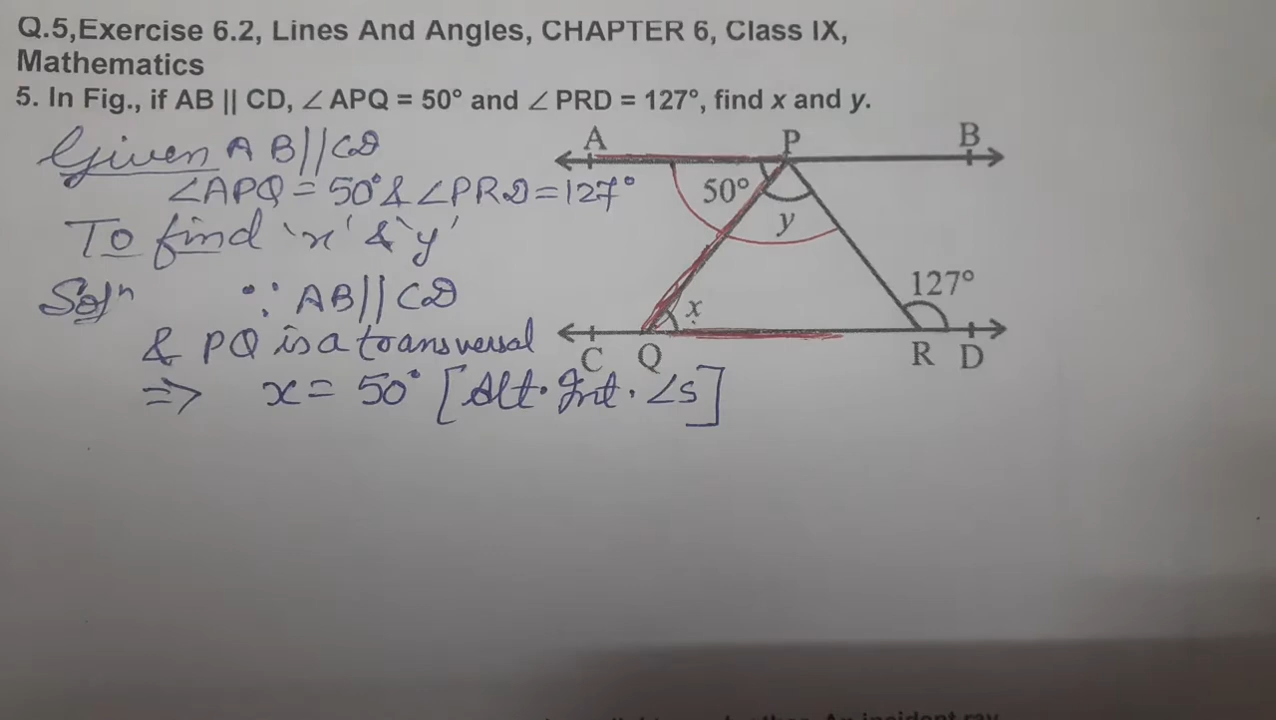 Q.5,Exercise 6.2, Lines And Angles, CHAPTER 6, Class IX,
Mathematics
5. In Fig., if AB || CD, ∠ APQ = 50° and ∠ PRD = 127°, find x and y.
Given AB||CD
∠APQ = 50° & ∠PRD = 127°
To find 'x' & 'y'
Solⁿ ∵ AB||CD
& PQ is a transversal
=> x = 50° [Alt. Int. ∠s]
A P B
50°
y
127°
x
C Q R D